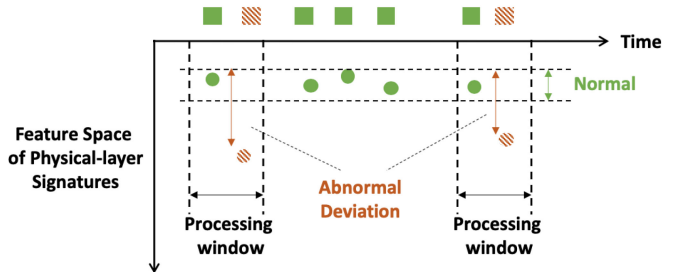 Time
Normal
Feature Space
of Physical-layer
Signatures
Abnormal
Deviation
Processing
window
Processing
window